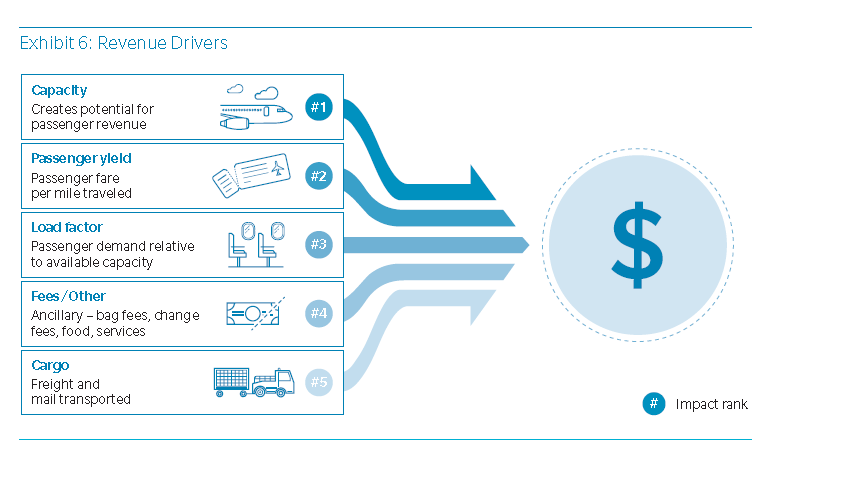 Exhibit 6: Revenue Drivers
Capacity
Creates potential for
passenger revenue
#1
Passenger yield
Passenger fare
per mile traveled
#2
Load factor
Passenger demand relative
to available capacity
#3
Fees/Other
Ancillary – bag fees, change
fees, food, services
#4
Cargo
Freight and
mail transported
#5
$
# Impact rank